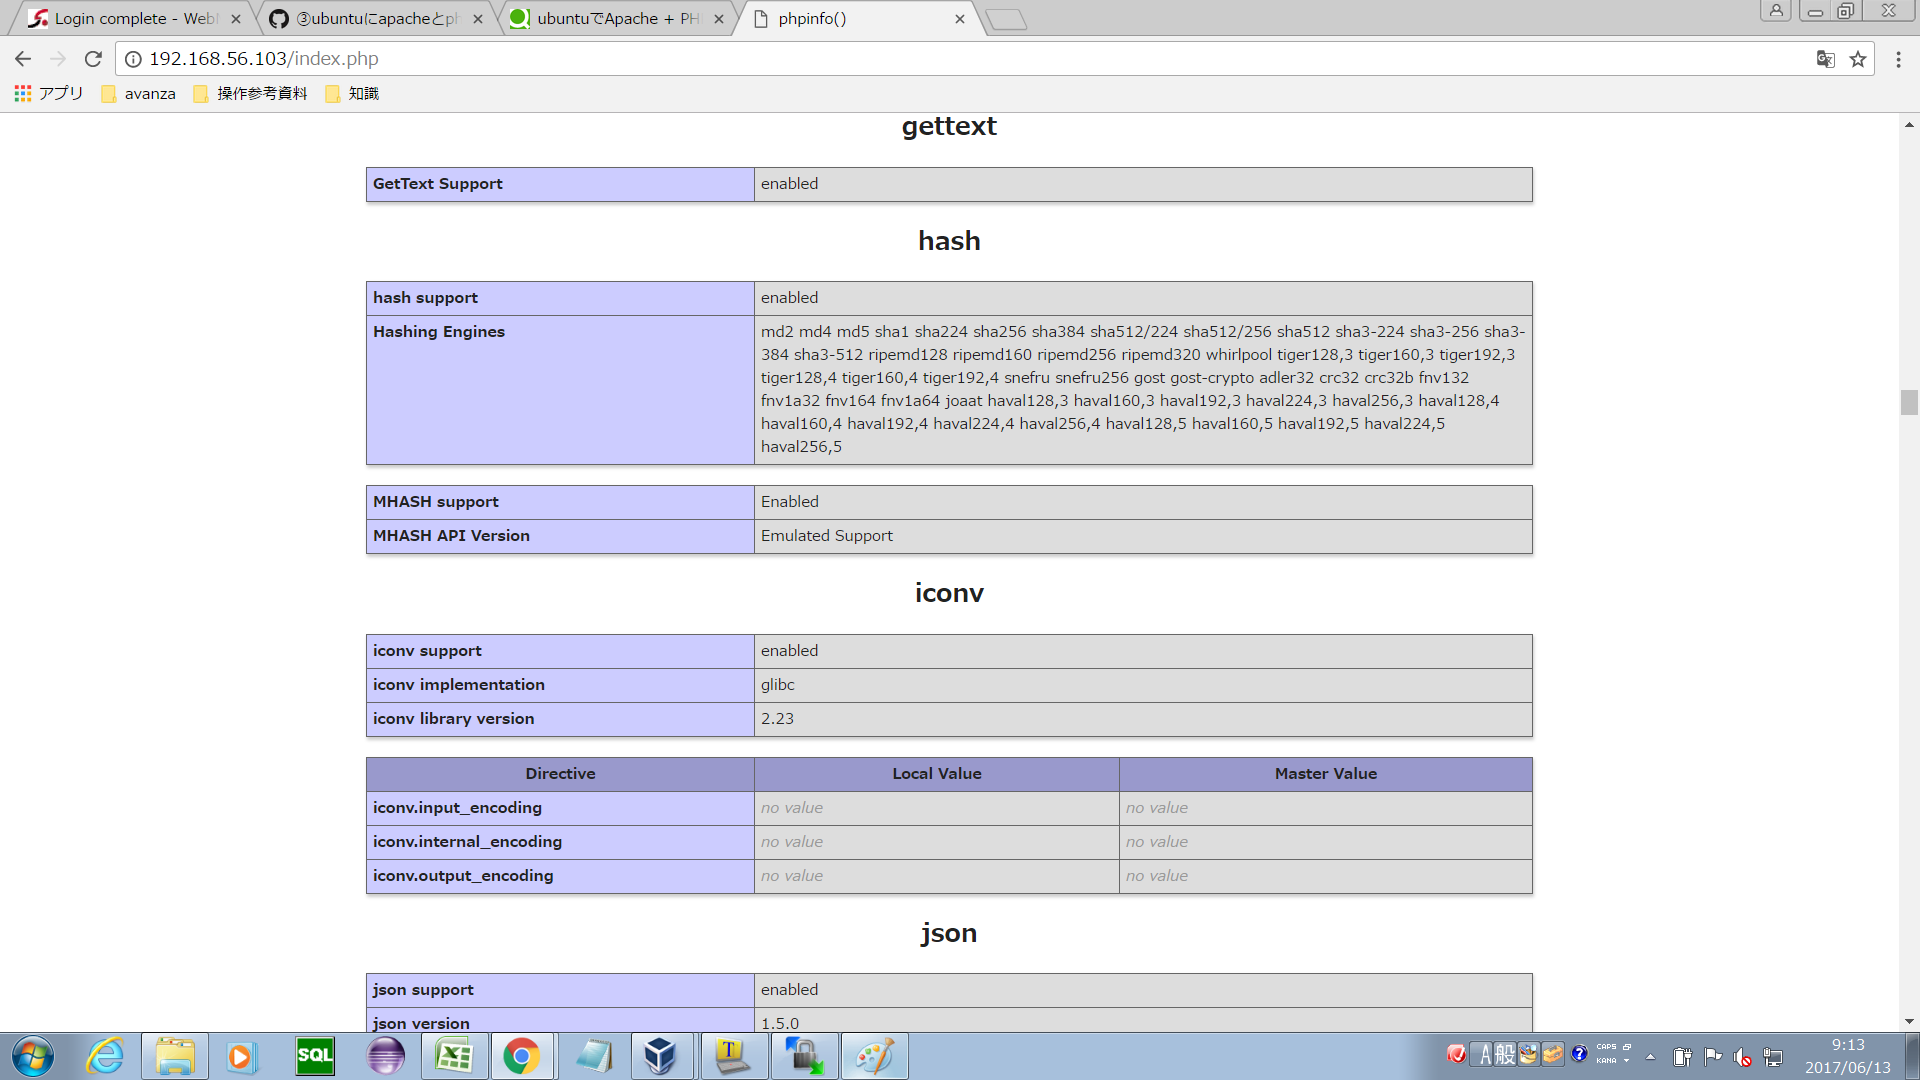 Login complete - Web
③ubuntuにapacheとph
ubuntuでApache + PH
phpinfo()
192.168.56.103/index.php
アプリ
avanza
操作参考資料
知識
gettext
GetText Support enabled
hash
hash support enabled
Hashing Engines md2 md4 md5 sha1 sha224 sha256 sha384 sha512/224 sha512/256 sha512 sha3-224 sha3-256 sha3-
384 sha3-512 ripemd128 ripemd160 ripemd256 ripemd320 whirlpool tiger128,3 tiger160,3 tiger192,3
tiger128,4 tiger160,4 tiger192,4 snefru snefru256 gost gost-crypto adler32 crc32 crc32b fnv132
fnv1a32 fnv164 fnv1a64 joaat haval128,3 haval160,3 haval192,3 haval224,3 haval256,3 haval128,4
haval160,4 haval192,4 haval224,4 haval256,4 haval128,5 haval160,5 haval192,5 haval224,5
haval256,5
MHASH support Enabled
MHASH API Version Emulated Support
iconv
iconv support enabled
iconv implementation glibc
iconv library version 2.23
Directive Local Value Master Value
iconv.input_encoding no value no value
iconv.internal_encoding no value no value
iconv.output_encoding no value no value
json
json support enabled
json version 1.5.0
SQL
A 般
CAPS
KANA
9:13
2017/06/13